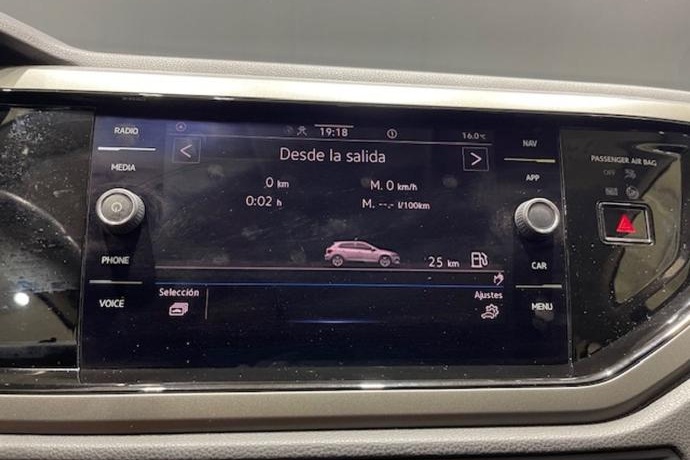 RADIO
MEDIA
PHONE
VOICE
19:18
16.0°C
Desde la salida
0 km
M. 0 km/h
0:02 h
M. --.- l/100km
25 km
Selección
Ajustes
NAV
APP
CAR
MENU
PASSENGER AIR BAG
OFF